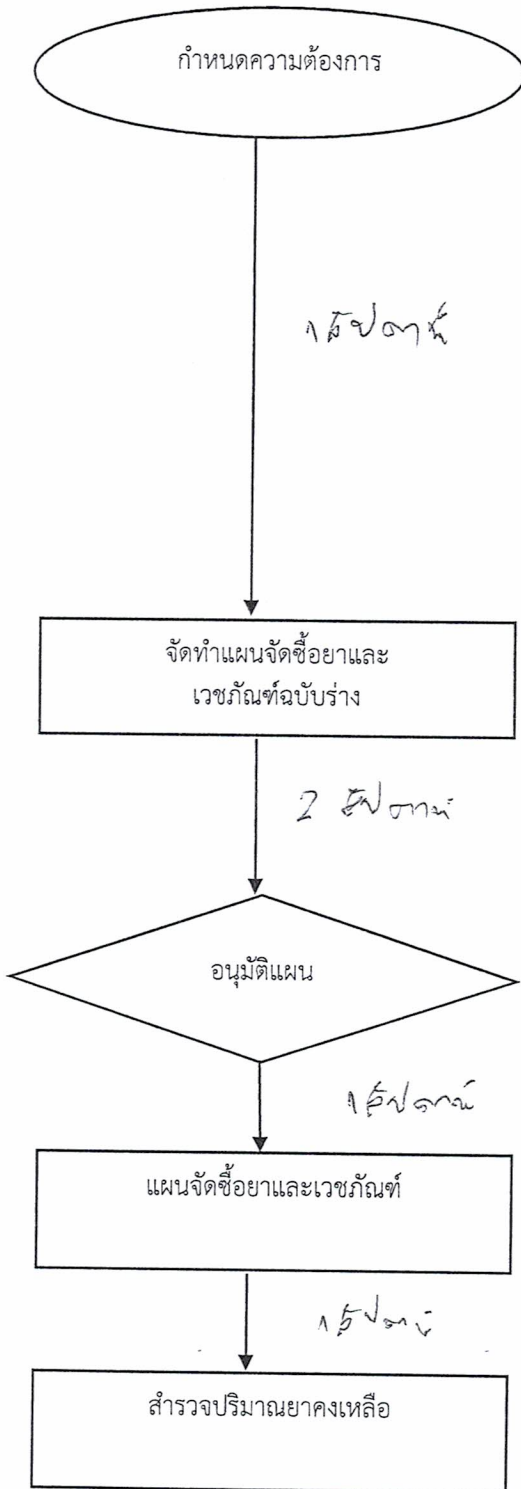 กำหนดความต้องการ
1 สัปดาห์
จัดทำแผนจัดซื้อยาและ
เวชภัณฑ์ฉบับร่าง
2 สัปดาห์
อนุมัติแผน
1 สัปดาห์
แผนจัดซื้อยาและเวชภัณฑ์
1 สัปดาห์
สำรวจปริมาณยาคงเหลือ